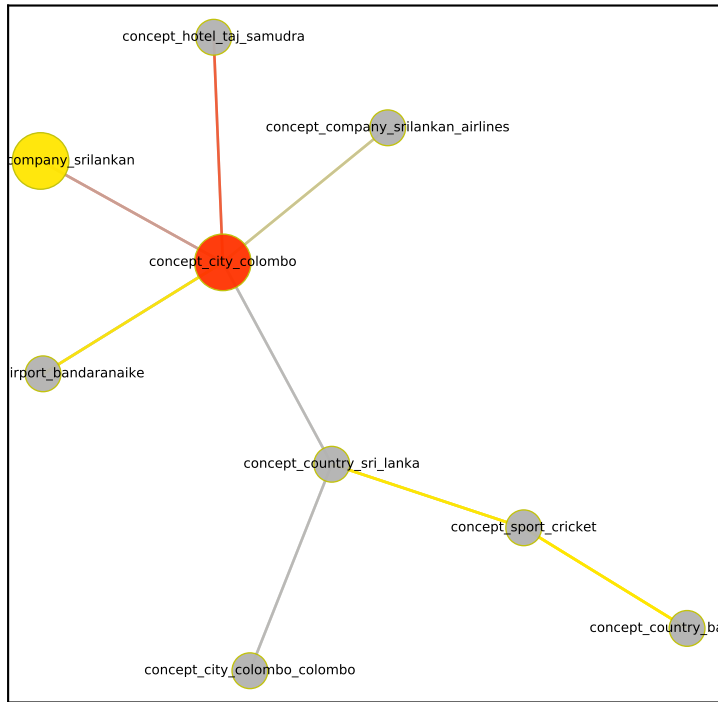 concept_hotel_taj_samudra
concept_company_srilankan_airlines
company_srilankan
concept_city_colombo
irport_bandaranaike
concept_country_sri_lanka
concept_sport_cricket
concept_country_ba
concept_city_colombo_colombo